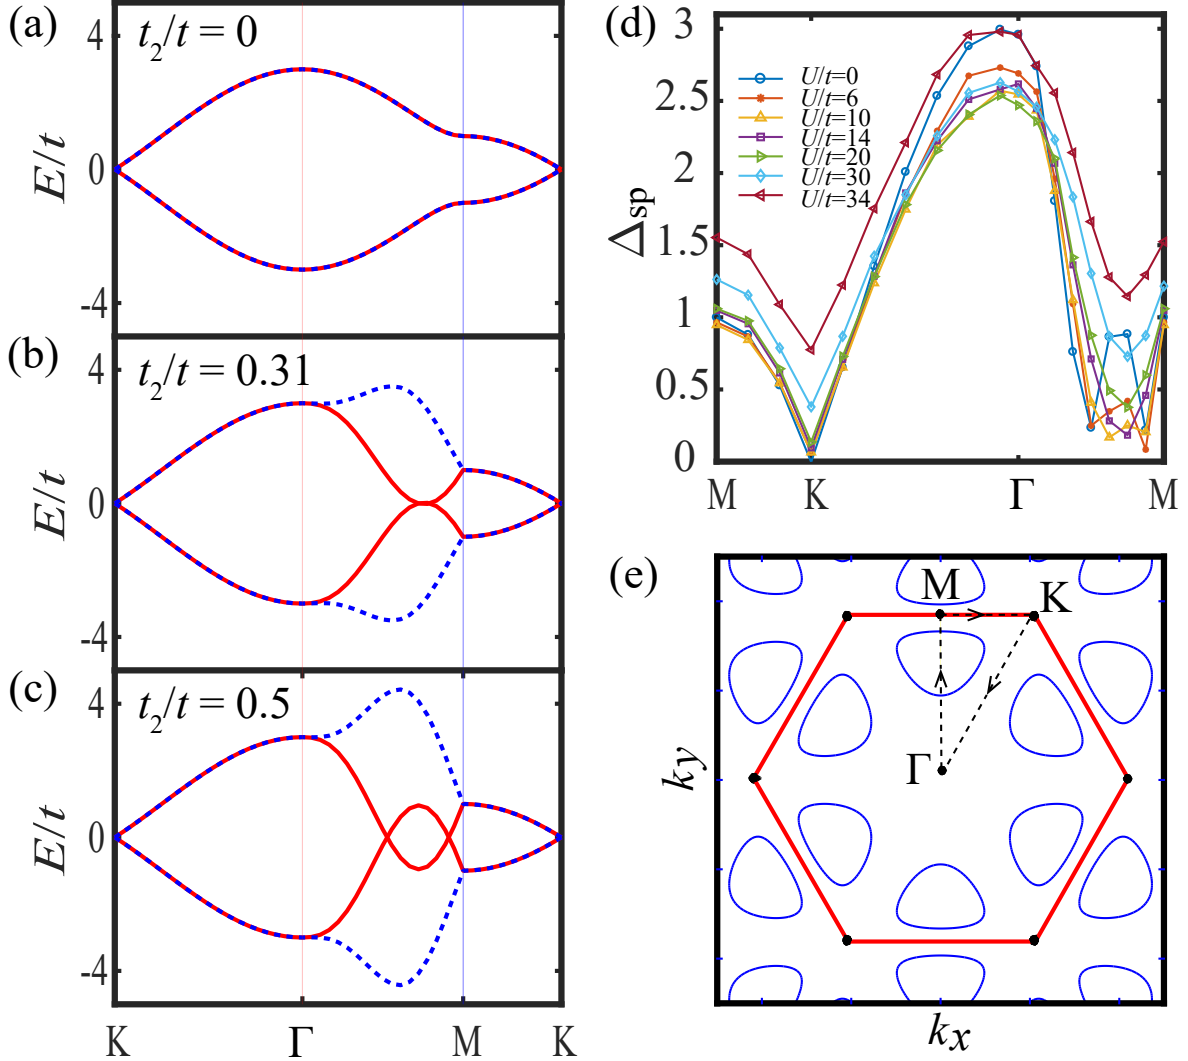 (a)
t₂/t = 0
4
0
-4
E/t
(b)
t₂/t = 0.31
4
0
-4
E/t
(c)
t₂/t = 0.5
4
0
-4
E/t
K Γ M K
(d)
3
2.5
2
1.5
1
0.5
0
Δsp
U/t=0
U/t=6
U/t=10
U/t=14
U/t=20
U/t=30
U/t=34
M K Γ M
(e)
M K
Γ
ky
kx